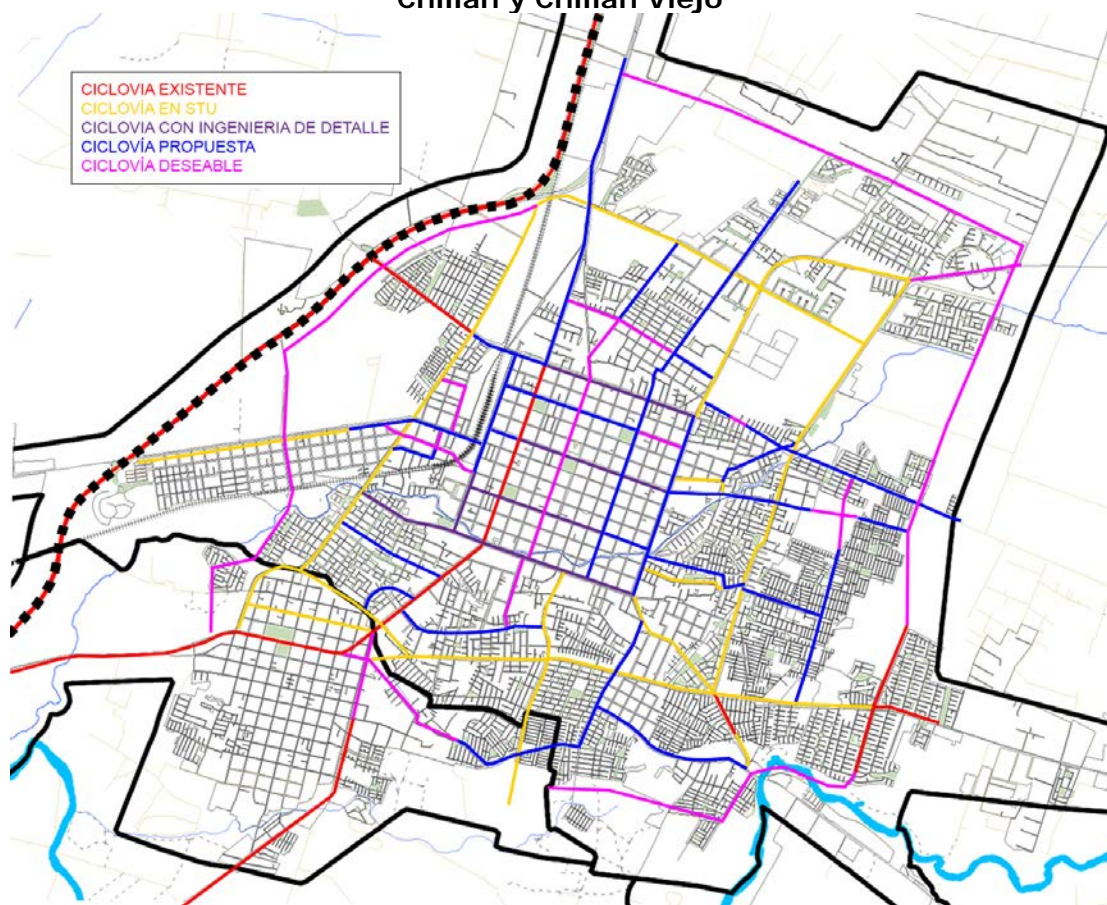 Chillán y Chillán Viejo
CICLOVIA EXISTENTE
CICLOVÍA EN STU
CICLOVIA CON INGENIERIA DE DETALLE
CICLOVÍA PROPUESTA
CICLOVÍA DESEABLE